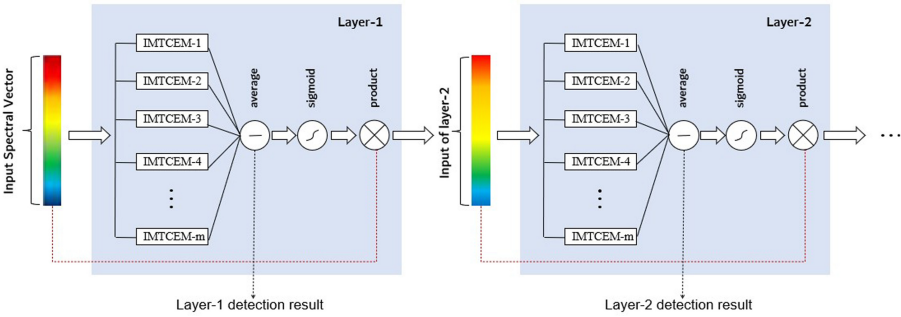 Layer-1
Input Spectral Vector
IMTCEM-1
IMTCEM-2
IMTCEM-3
IMTCEM-4
⋮
IMTCEM-m
average
sigmoid
product
Layer-1 detection result
Layer-2
Input of layer-2
IMTCEM-1
IMTCEM-2
IMTCEM-3
IMTCEM-4
⋮
IMTCEM-m
average
sigmoid
product
...
Layer-2 detection result